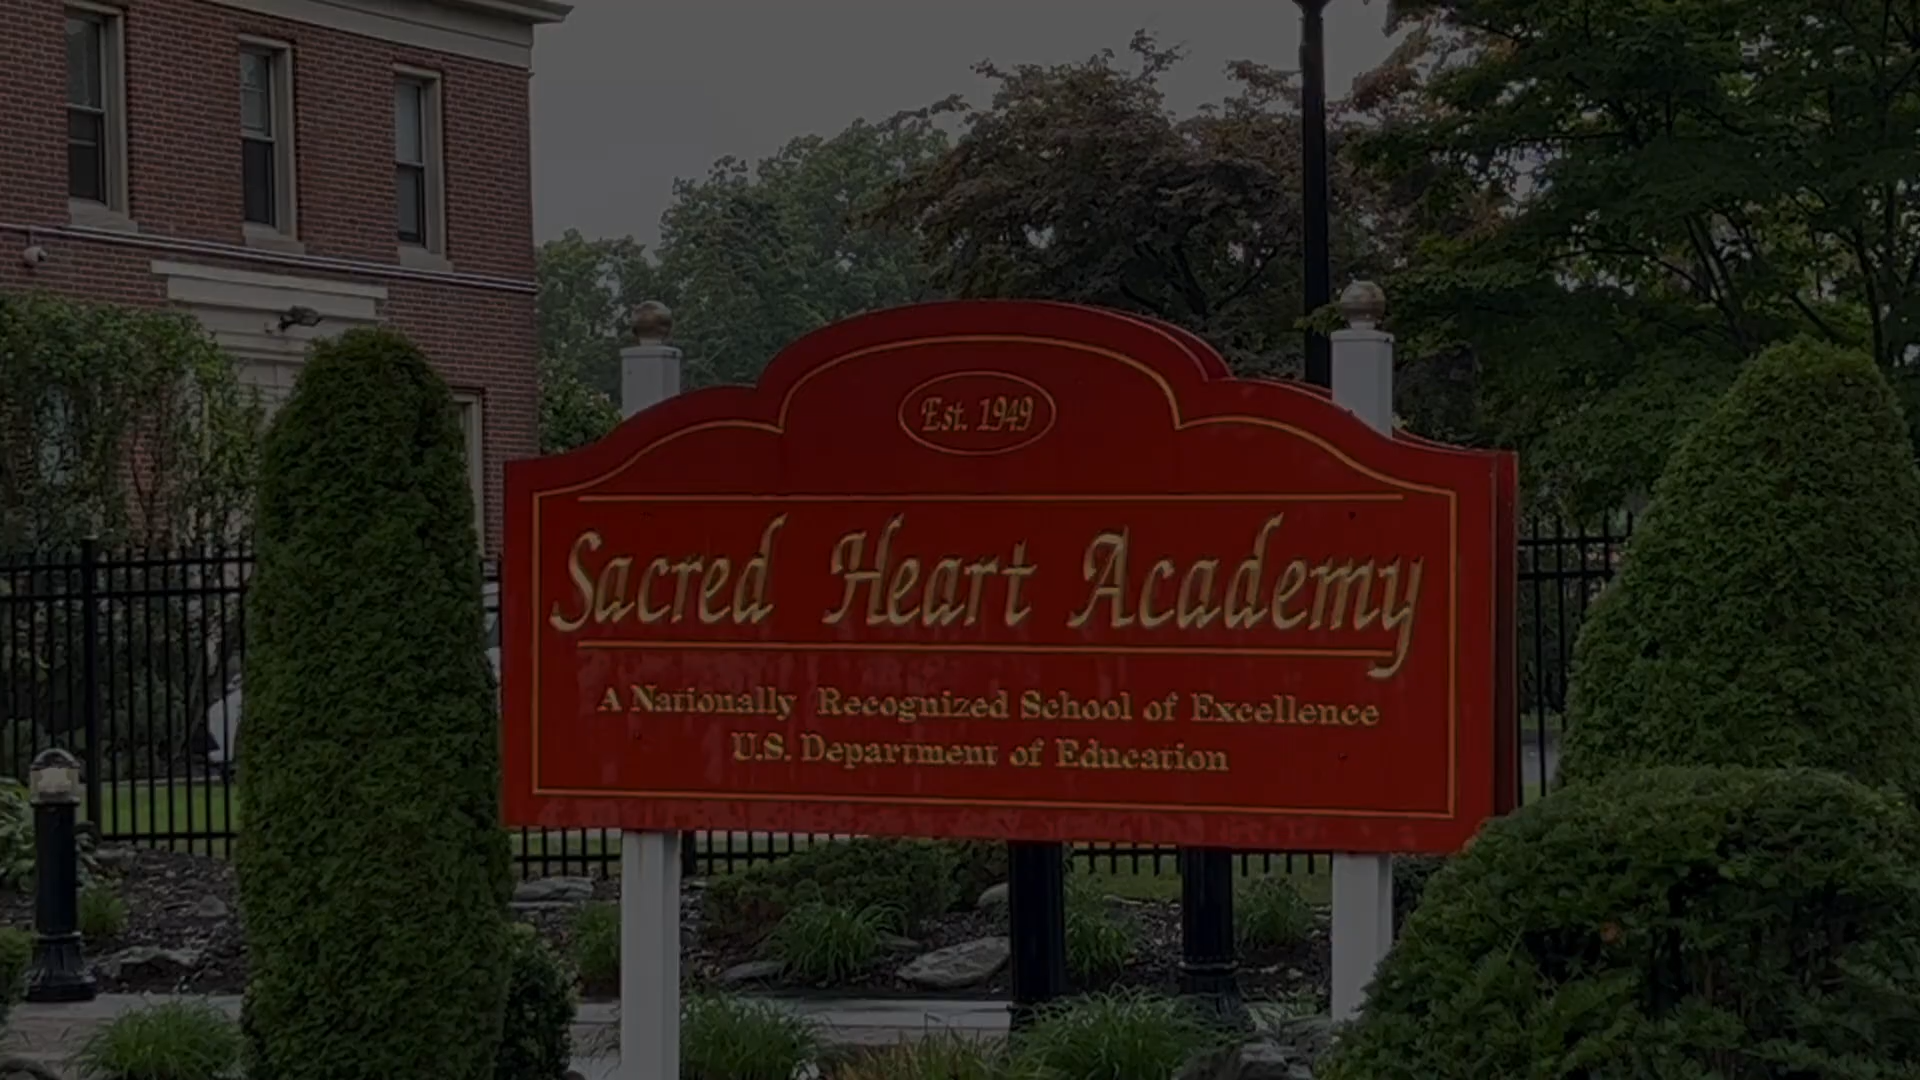 Est. 1949
Sacred Heart Academy
A Nationally Recognized School of Excellence
U.S. Department of Education